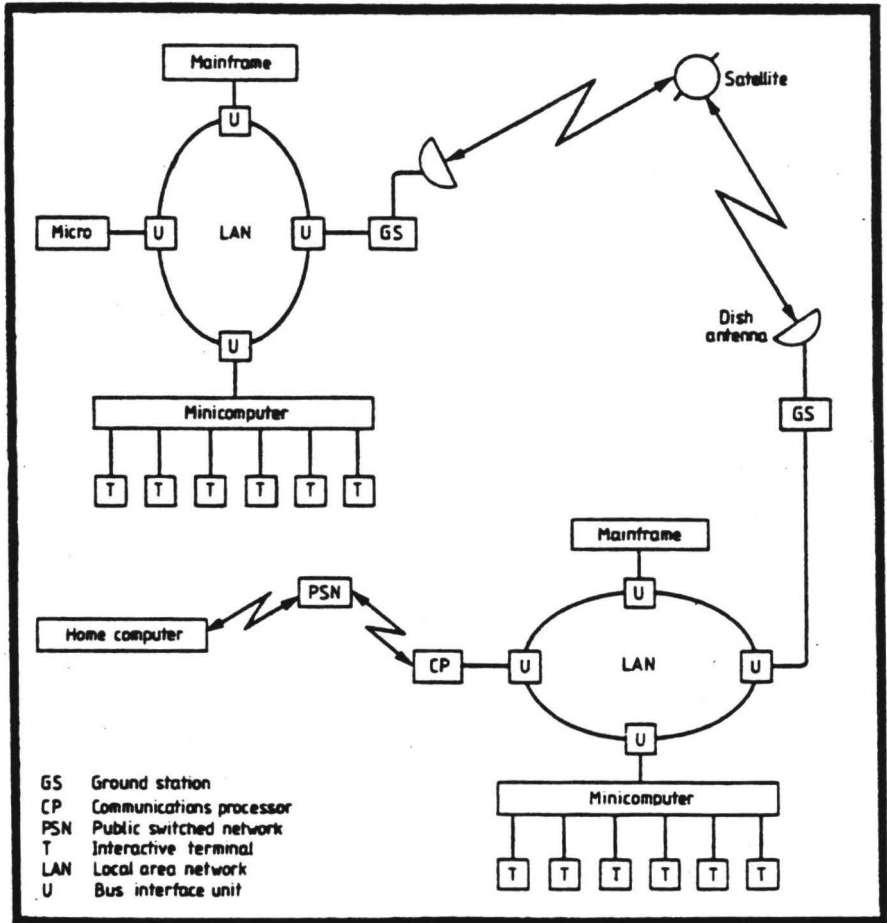 Mainframe
U
Satellite
Micro
U
LAN
U
GS
Dish
antenna
U
Minicomputer
GS
T T T T T T
Mainframe
U
PSN
Home computer
CP
U
LAN
U
U
Minicomputer
T T T T T T
GS Ground station
CP Communications processor
PSN Public switched network
T Interactive terminal
LAN Local area network
U Bus interface unit